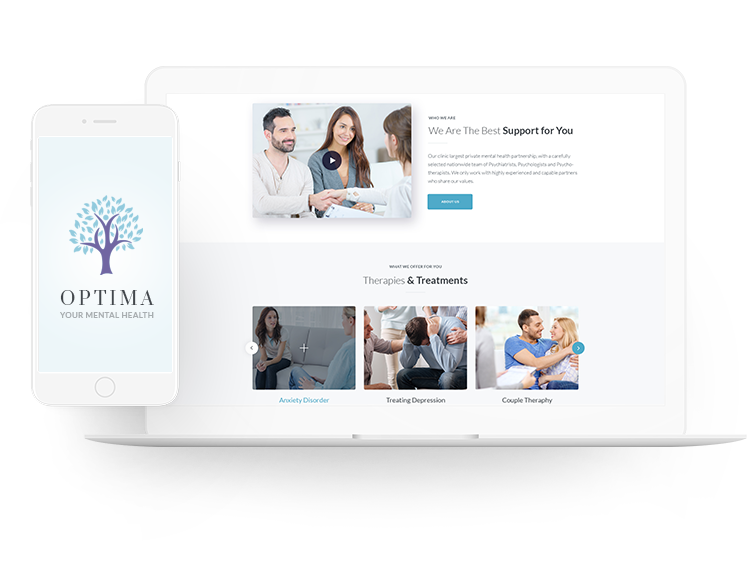 OPTIMA
YOUR MENTAL HEALTH
WHO WE ARE
We Are The Best Support for You
Our clinic largest private mental health partnership, with a carefully
selected nationwide team of Psychiatrists, Psychologists and Psycho-
therapists. We only work with highly experienced and capable partners
who share our values.
ABOUT US
WHAT WE OFFER FOR YOU
Therapies & Treatments
Anxiety Disorder
Treating Depression
Couple Theraphy